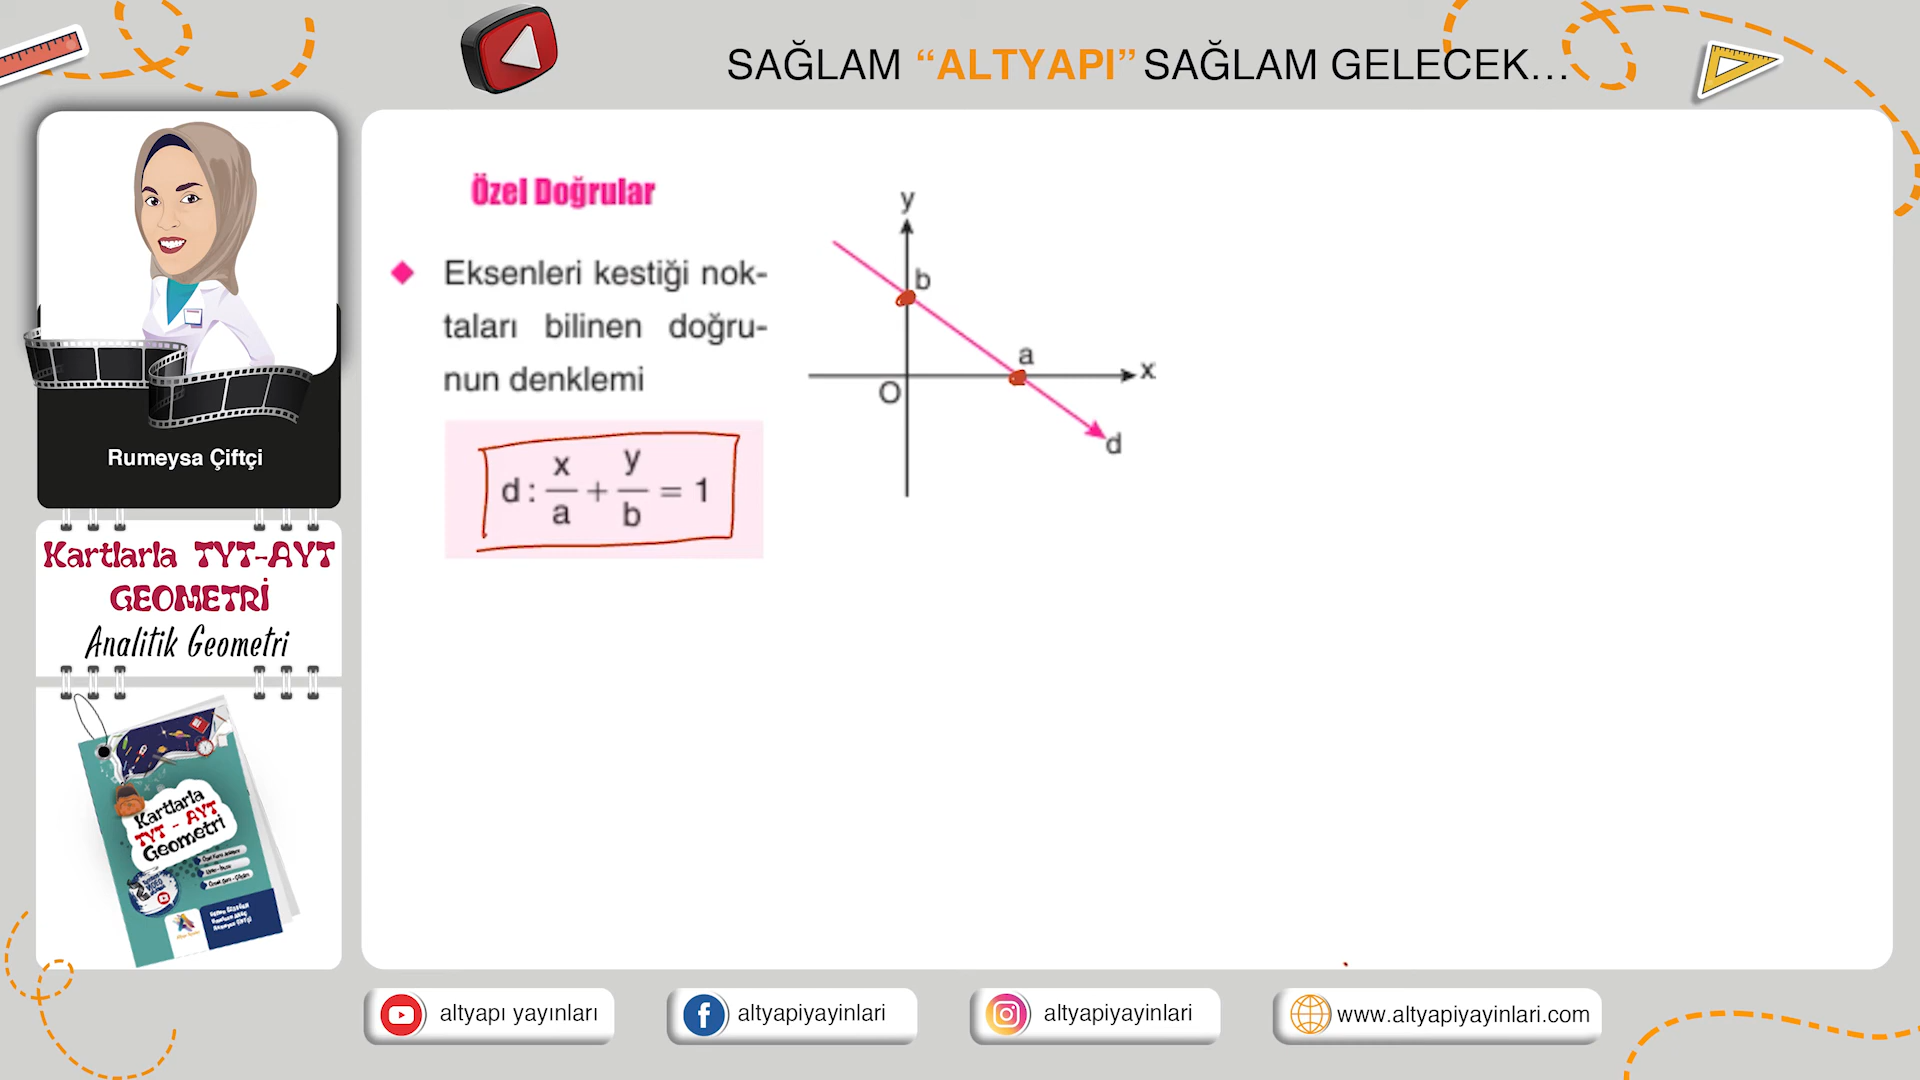 SAĞLAM “ALTYAPI” SAĞLAM GELECEK...
Rumeysa Çiftçi
Kartlarla TYT-AYT
GEOMETRİ
Analitik Geometri
Kartlarla
TYT - AYT
Geometri
Özel Doğrular
Eksenleri kestiği nok-
taları bilinen doğru-
nun denklemi
d: x/a + y/b = 1
y
b
a
x
O
d
altyapı yayınları
altyapiyayinlari
altyapiyayinlari
www.altyapiyayinlari.com